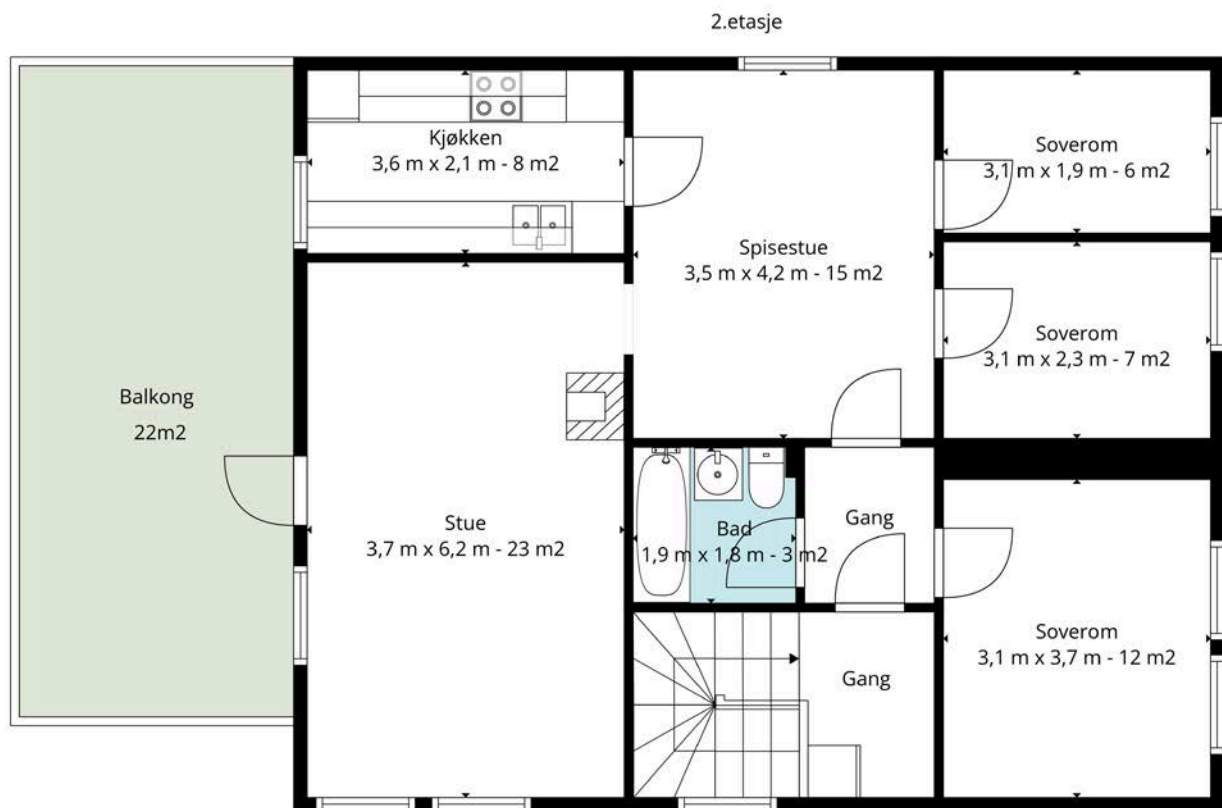 2.etasje
Kjøkken
3,6 m x 2,1 m - 8 m2
Soverom
3,1 m x 1,9 m - 6 m2
Spisestue
3,5 m x 4,2 m - 15 m2
Soverom
3,1 m x 2,3 m - 7 m2
Balkong
22m2
Stue
3,7 m x 6,2 m - 23 m2
Bad
1,9 m x 1,8 m - 3 m2
Gang
Soverom
3,1 m x 3,7 m - 12 m2
Gang